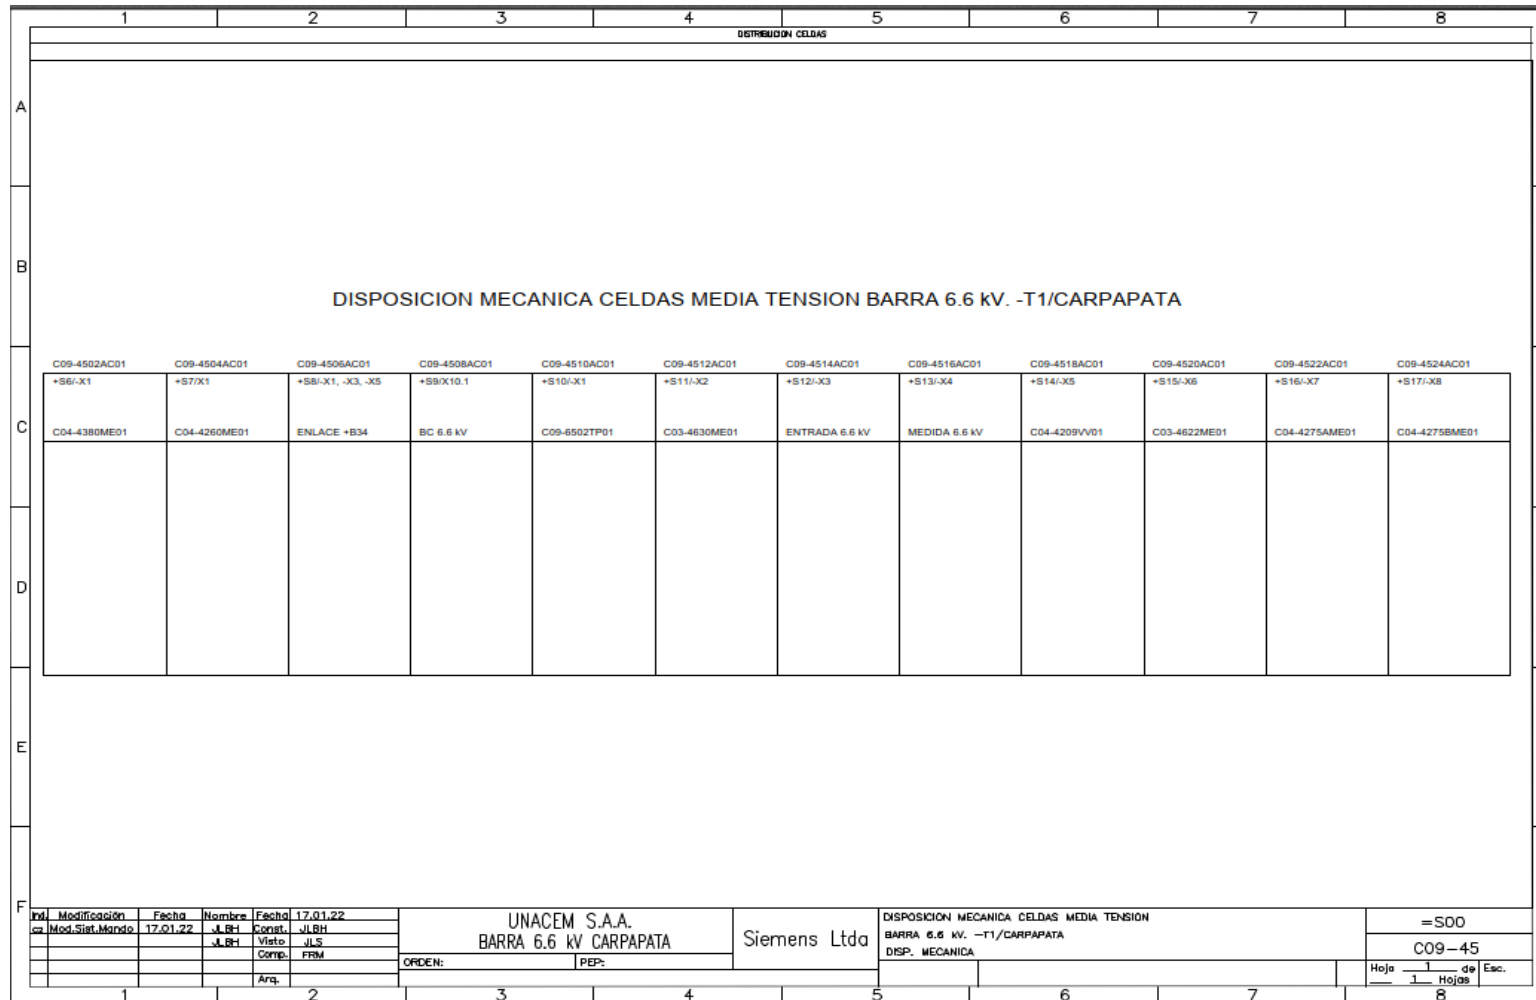 1 2 3 4 5 6 7 8
DISTRIBUCION CELDAS
A
B
DISPOSICION MECANICA CELDAS MEDIA TENSION BARRA 6.6 kV. -T1/CARPAPATA
C09-4502AC01 C09-4504AC01 C09-4506AC01 C09-4508AC01 C09-4510AC01 C09-4512AC01 C09-4514AC01 C09-4516AC01 C09-4518AC01 C09-4520AC01 C09-4522AC01 C09-4524AC01
+S6/-X1 +S7/X1 +S8/-X1, -X3, -X5 +S9/X10.1 +S10/-X1 +S11/-X2 +S12/-X3 +S13/-X4 +S14/-X5 +S15/-X6 +S16/-X7 +S17/-X8
C
C04-4380ME01 C04-4260ME01 ENLACE +B34 BC 6.6 kV C09-6502TP01 C03-4630ME01 ENTRADA 6.6 kV MEDIDA 6.6 kV C04-4209VV01 C03-4622ME01 C04-4275AME01 C04-4275BME01
D
E
F
Ind. Modificación Fecha Nombre Fecha 17.01.22
c2 Mod.Sist.Mando 17.01.22 JLBH Const. JLBH
JLBH Visto JLS
Comp. FRM
Arq.
UNACEM S.A.A.
BARRA 6.6 kV CARPAPATA
ORDEN: PEP:
Siemens Ltda
DISPOSICION MECANICA CELDAS MEDIA TENSION
BARRA 6.6 kV. -T1/CARPAPATA
DISP. MECANICA
=S00
C09-45
Hoja 1 de Esc.
1 Hojas
1 2 3 4 5 6 7 8